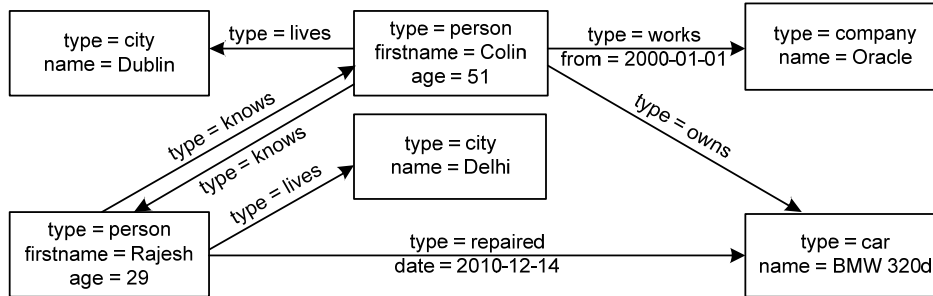 type = city
name = Dublin
type = lives
type = person
firstname = Colin
age = 51
type = works
from = 2000-01-01
type = company
name = Oracle
type = knows
type = knows
type = city
name = Delhi
type = owns
type = lives
type = person
firstname = Rajesh
age = 29
type = repaired
date = 2010-12-14
type = car
name = BMW 320d